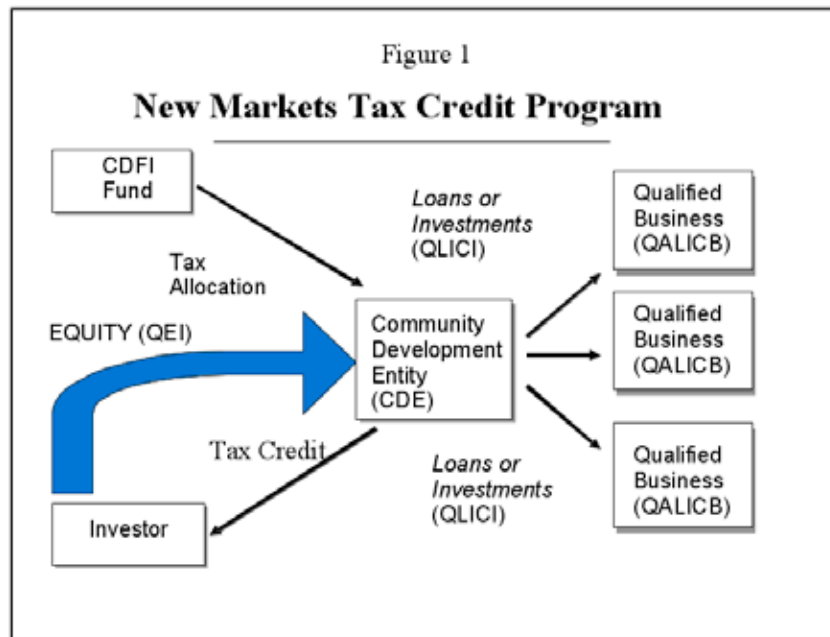 Figure 1
New Markets Tax Credit Program
CDFI
Fund
Tax
Allocation
EQUITY (QEI)
Investor
Tax Credit
Community
Development
Entity
(CDE)
Loans or
Investments
(QLICI)
Loans or
Investments
(QLICI)
Qualified
Business
(QALICB)
Qualified
Business
(QALICB)
Qualified
Business
(QALICB)